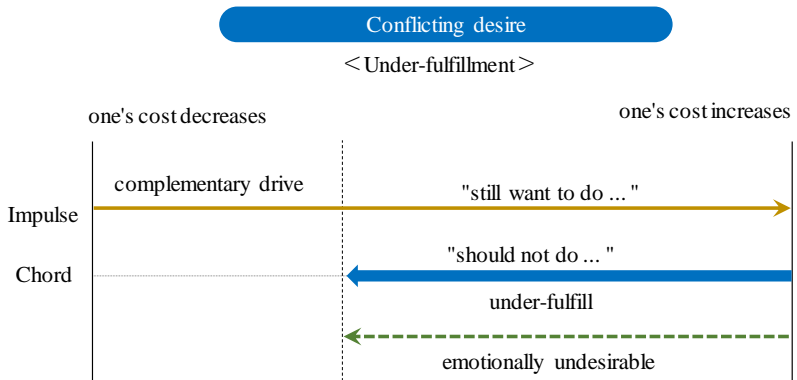 Conflicting desire
＜Under-fulfillment＞
one's cost decreases
one's cost increases
complementary drive
"still want to do ... "
Impulse
"should not do ... "
Chord
under-fulfill
emotionally undesirable